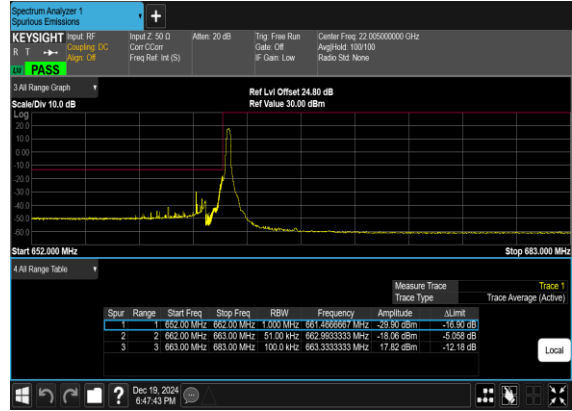 Spectrum Analyzer 1
Spurious Emissions
KEYSIGHT Input: RF Input Z: 50 Ω Atten: 20 dB Trig: Free Run Center Freq: 22.005000000 GHz
R T Coupling: DC Corr CCorr Gate: Off Avg|Hold: 100/100
Align: Off Freq Ref: Int (S) IF Gain: Low Radio Std: None
PASS
3 All Range Graph Ref Lvl Offset 24.80 dB
Scale/Div 10.0 dB Ref Value 30.00 dBm
Log
20.0
10.0
0.00
-10.0
-20.0
-30.0
-40.0
-50.0
-60.0
Start 652.000 MHz Stop 683.000 MHz
4 All Range Table
Measure Trace Trace 1
Trace Type Trace Average (Active)
Spur Range Start Freq Stop Freq RBW Frequency Amplitude ΔLimit
1 1 652.00 MHz 662.00 MHz 1.000 MHz 661.4666667 MHz -29.90 dBm -16.90 dB
2 2 662.00 MHz 663.00 MHz 51.00 kHz 662.9933333 MHz -18.06 dBm -5.058 dB
3 3 663.00 MHz 683.00 MHz 100.0 kHz 663.3333333 MHz 17.82 dBm -12.18 dB
Local
? Dec 19, 2024
6:47:43 PM